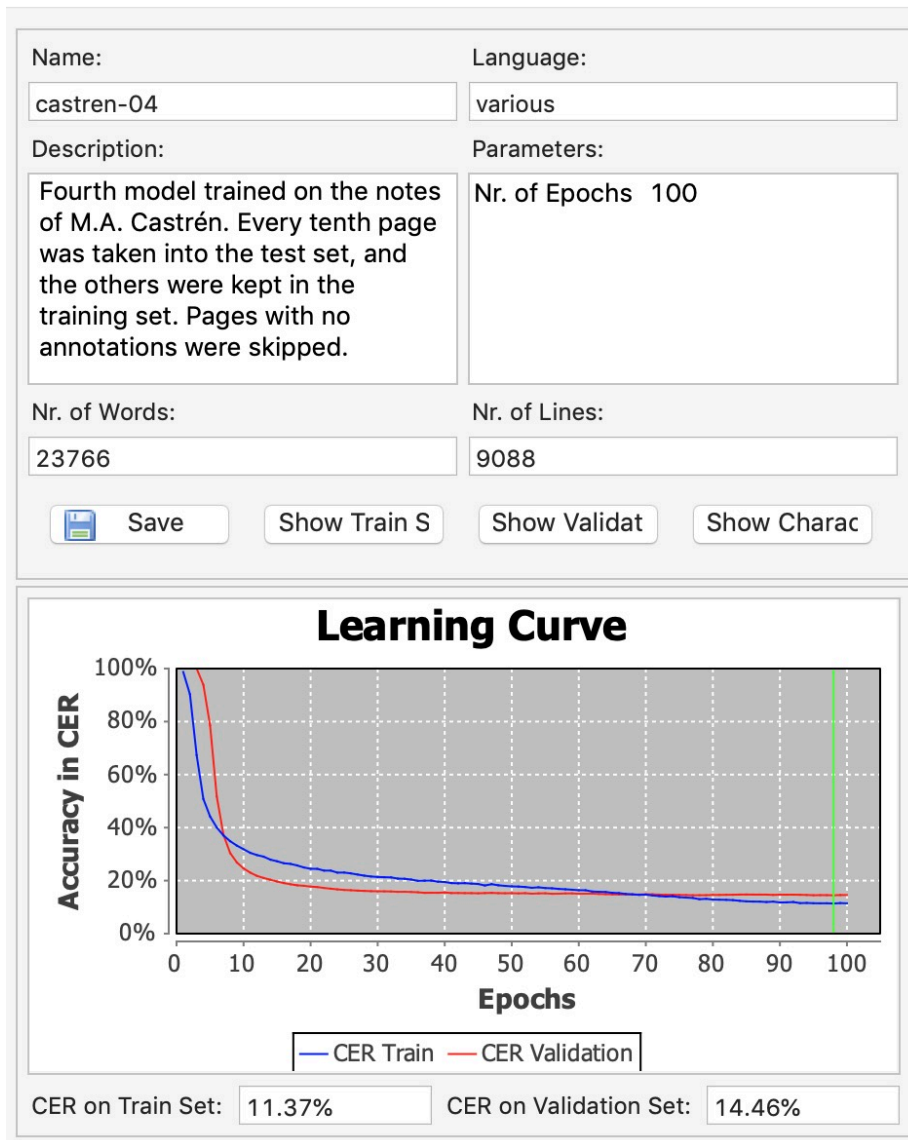 Name:
Language:
castren-04
various
Description:
Parameters:
Fourth model trained on the notes
of M.A. Castrén. Every tenth page
was taken into the test set, and
the others were kept in the
training set. Pages with no
annotations were skipped.
Nr. of Epochs 100
Nr. of Words:
Nr. of Lines:
23766
9088
Save
Show Train S
Show Validat
Show Charac
Learning Curve
Accuracy in CER
100%
80%
60%
40%
20%
0%
0 10 20 30 40 50 60 70 80 90 100
Epochs
CER Train CER Validation
CER on Train Set: 11.37% CER on Validation Set: 14.46%